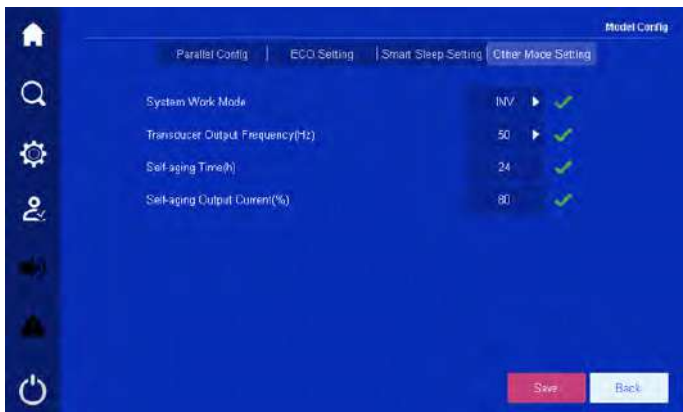 Model Config
Parallel Config | ECO Setting | Smart Sleep Setting | Other Mode Setting
System Work Mode INV
Transducer Output Frequency(Hz) 50
Self-aging Time(h) 24
Self-aging Output Current(%) 80
Save Back